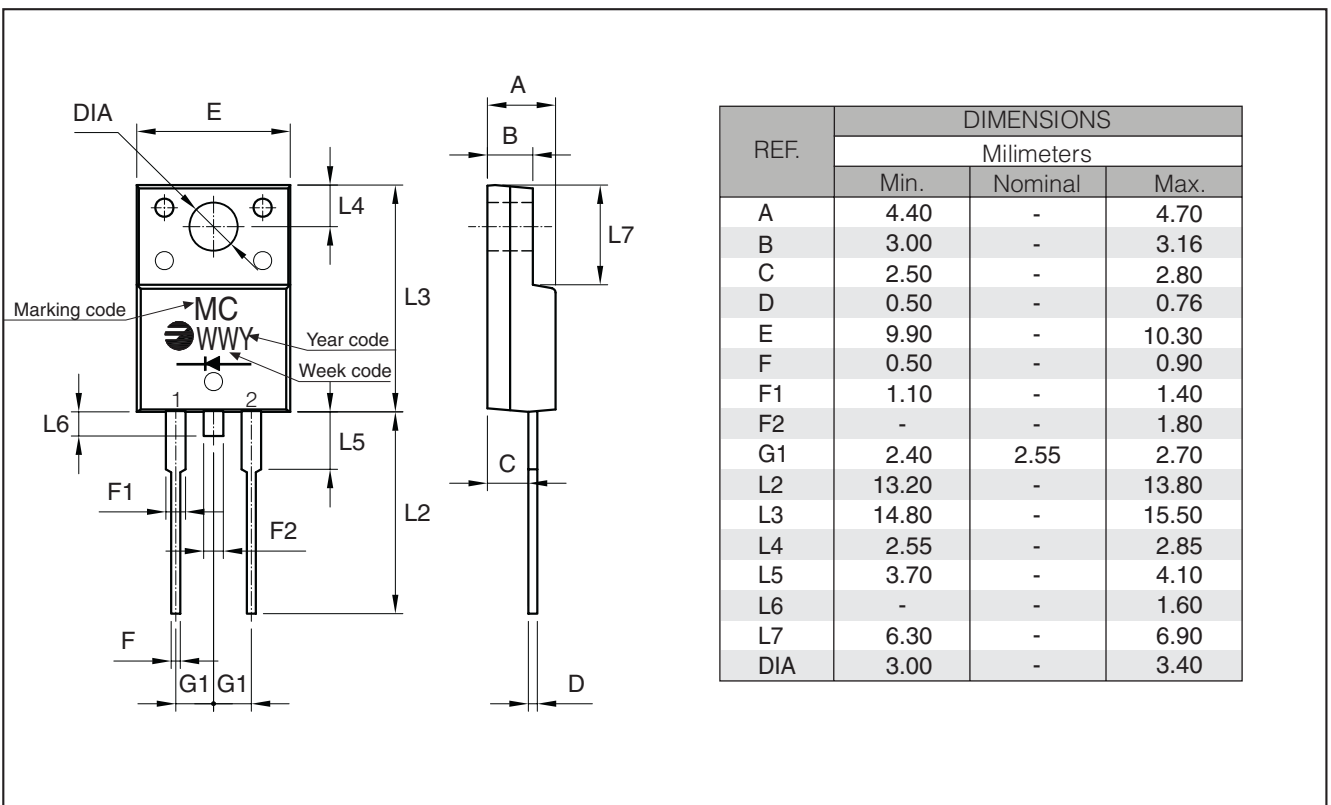 DIA
E
L4
L3
Marking code
MC
WWY
Year code
Week code
1
2
L6
L5
F1
F2
L2
F
G1
G1
A
B
L7
C
D
REF.
DIMENSIONS
Milimeters
Min. Nominal Max.
A 4.40 - 4.70
B 3.00 - 3.16
C 2.50 - 2.80
D 0.50 - 0.76
E 9.90 - 10.30
F 0.50 - 0.90
F1 1.10 - 1.40
F2 - - 1.80
G1 2.40 2.55 2.70
L2 13.20 - 13.80
L3 14.80 - 15.50
L4 2.55 - 2.85
L5 3.70 - 4.10
L6 - - 1.60
L7 6.30 - 6.90
DIA 3.00 - 3.40